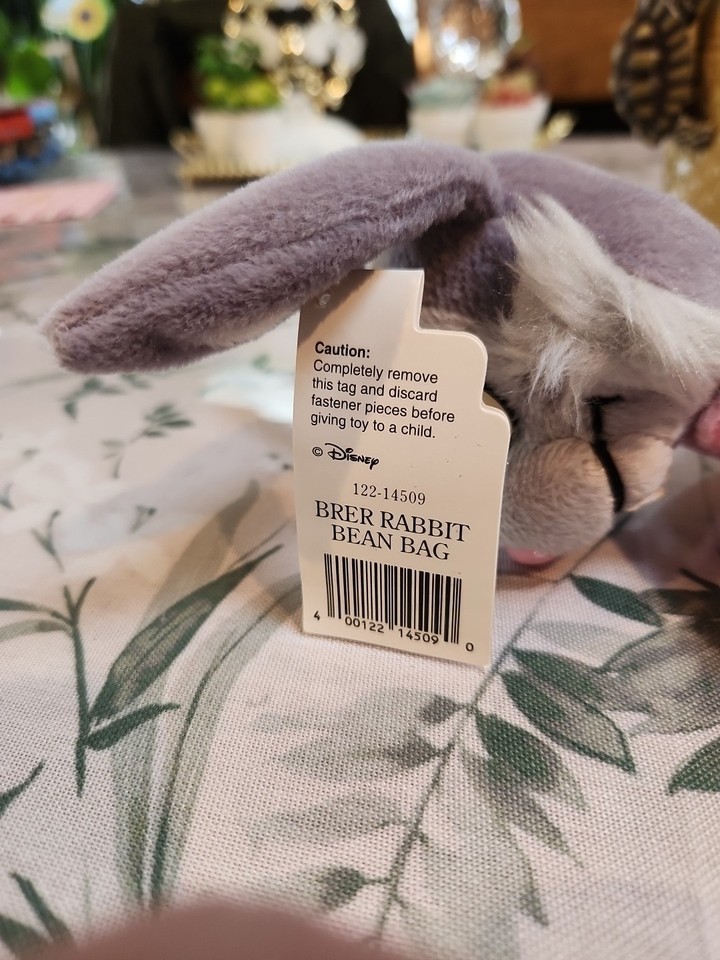 Caution:
Completely remove
this tag and discard
fastener pieces before
giving toy to a child.
© Disney
122-14509
BRER RABBIT
BEAN BAG
4 00122 14509 0